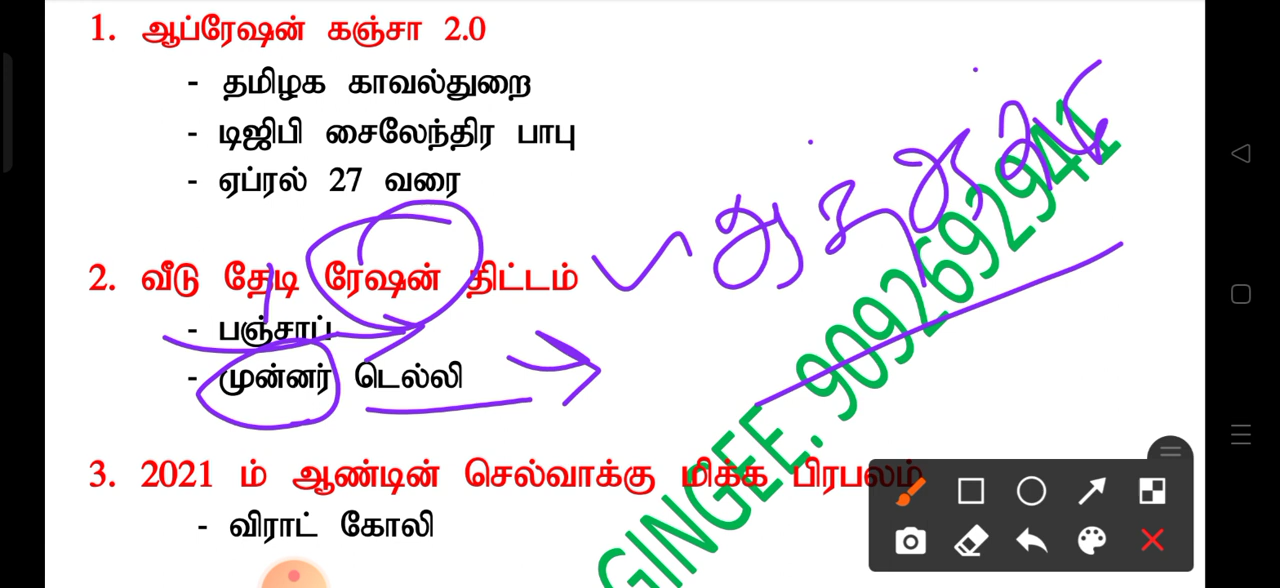 1. ஆப்ரேஷன் கஞ்சா 2.0
- தமிழக காவல்துறை
- டிஜிபி சைலேந்திர பாபு
- ஏப்ரல் 27 வரை
2. வீடு தேடி ரேஷன் திட்டம்
- பஞ்சாப்
- முன்னர் டெல்லி
3. 2021 ம் ஆண்டின் செல்வாக்கு மிக்க பிரபலம்
- விராட் கோலி
GINGEE. 9092692941